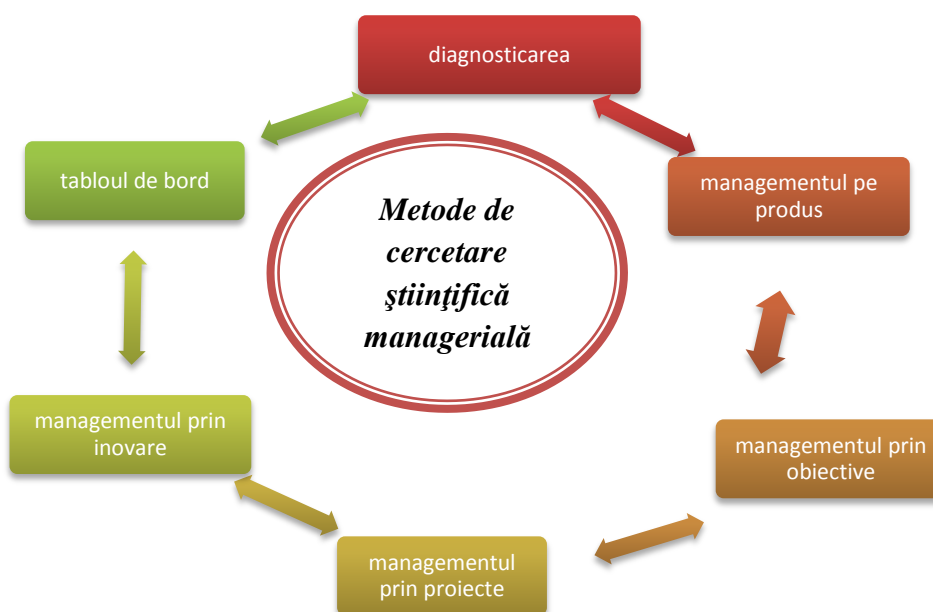 diagnosticarea
managementul pe
produs
managementul prin
obiective
managementul
prin proiecte
managementul prin
inovare
tabloul de bord
Metode de
cercetare
ştiinţifică
managerială